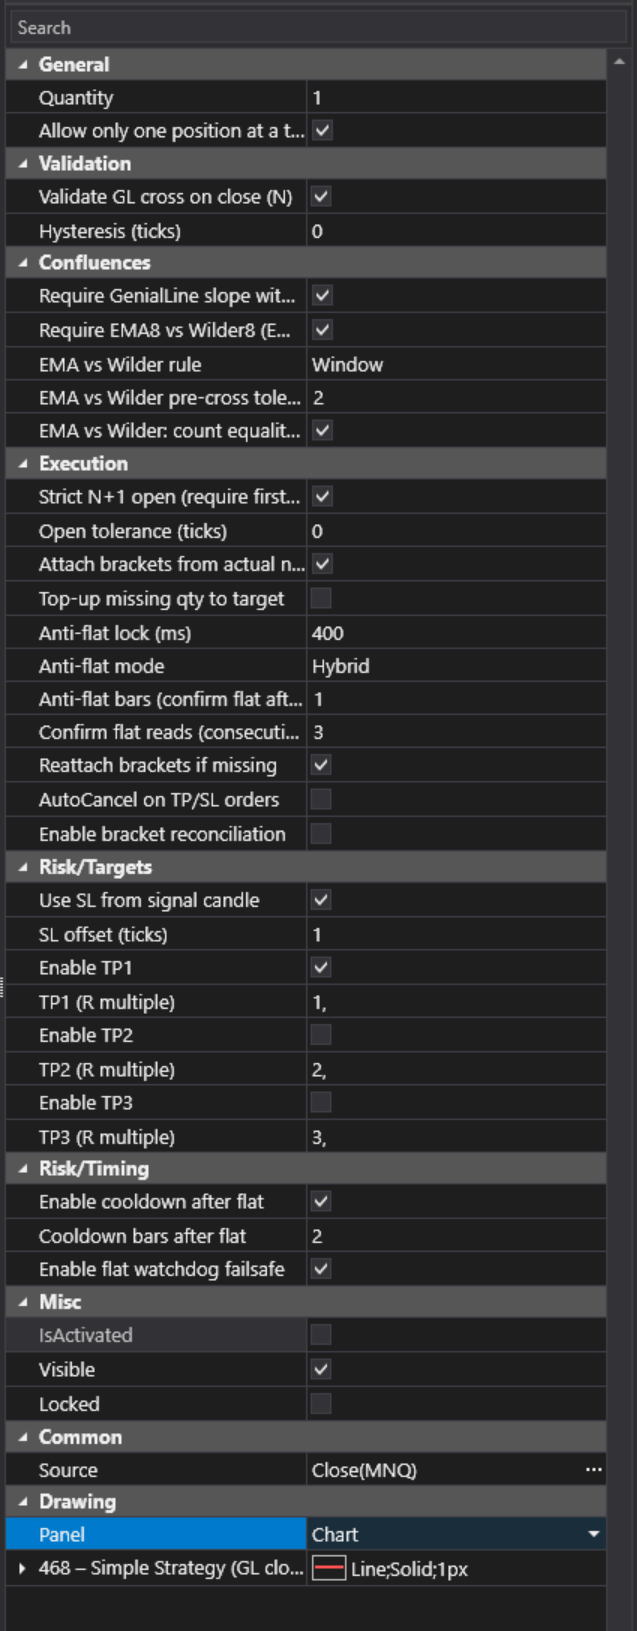 Search
General
Quantity 1
Allow only one position at a t...
Validation
Validate GL cross on close (N)
Hysteresis (ticks) 0
Confluences
Require GenialLine slope wit...
Require EMA8 vs Wilder8 (E...
EMA vs Wilder rule Window
EMA vs Wilder pre-cross tole... 2
EMA vs Wilder: count equalit...
Execution
Strict N+1 open (require first...
Open tolerance (ticks) 0
Attach brackets from actual n...
Top-up missing qty to target
Anti-flat lock (ms) 400
Anti-flat mode Hybrid
Anti-flat bars (confirm flat aft... 1
Confirm flat reads (consecuti... 3
Reattach brackets if missing
AutoCancel on TP/SL orders
Enable bracket reconciliation
Risk/Targets
Use SL from signal candle
SL offset (ticks) 1
Enable TP1
TP1 (R multiple) 1,
Enable TP2
TP2 (R multiple) 2,
Enable TP3
TP3 (R multiple) 3,
Risk/Timing
Enable cooldown after flat
Cooldown bars after flat 2
Enable flat watchdog failsafe
Misc
IsActivated
Visible
Locked
Common
Source Close(MNQ) ...
Drawing
Panel Chart
468 – Simple Strategy (GL clo... Line;Solid;1px